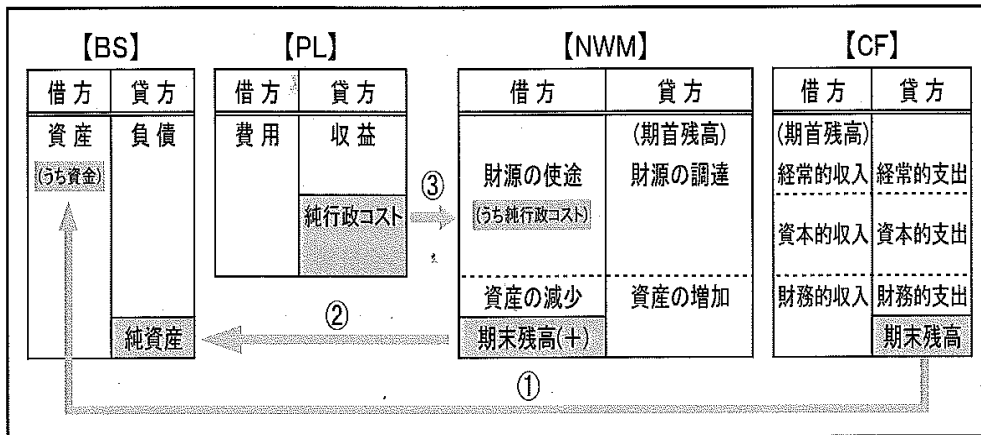 【BS】 【PL】 【NWM】 【CF】
借方 貸方 借方 貸方 借方 貸方 借方 貸方
資産 負債 費用 収益 (期首残高) (期首残高)
(うち資金) 財源の使途 財源の調達 経常的収入 経常的支出
③
純行政コスト (うち純行政コスト)
資本的収入 資本的支出
資産の減少 資産の増加 財務的収入 財務的支出
②
純資産 期末残高(+) 期末残高
①